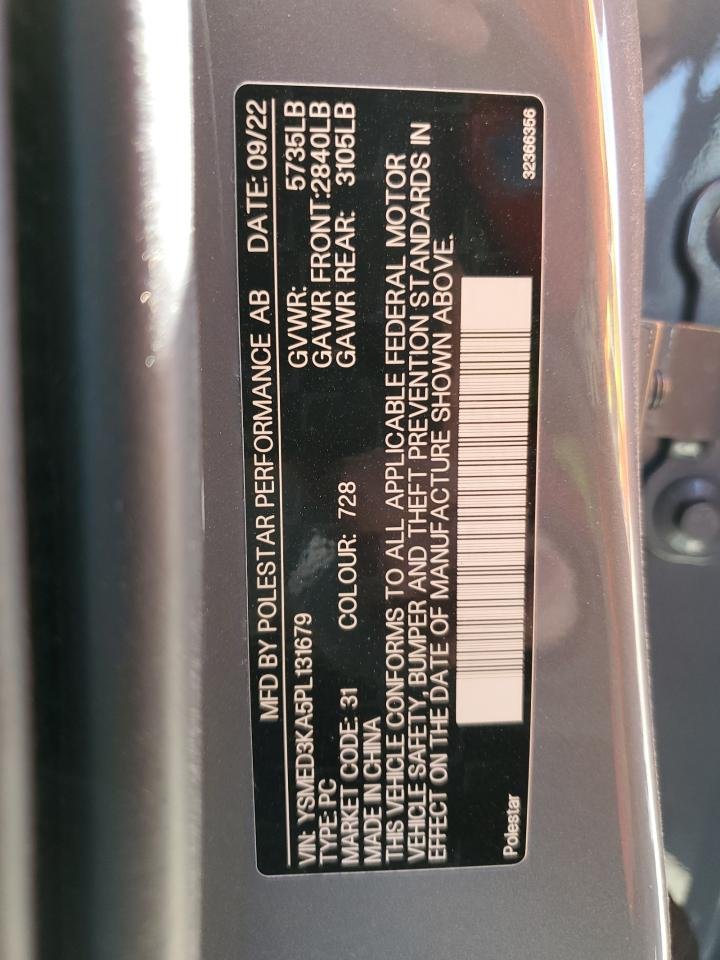 MFD BY POLESTAR PERFORMANCE AB DATE: 09/22
VIN: YSMED3KA5PL131679 GVWR: 5735LB
TYPE: PC GAWR FRONT:2840LB
MARKET CODE: 31 COLOUR: 728 GAWR REAR: 3105LB
MADE IN CHINA
THIS VEHICLE CONFORMS TO ALL APPLICABLE FEDERAL MOTOR
VEHICLE SAFETY, BUMPER AND THEFT PREVENTION STANDARDS IN
EFFECT ON THE DATE OF MANUFACTURE SHOWN ABOVE.
Polestar 32366356